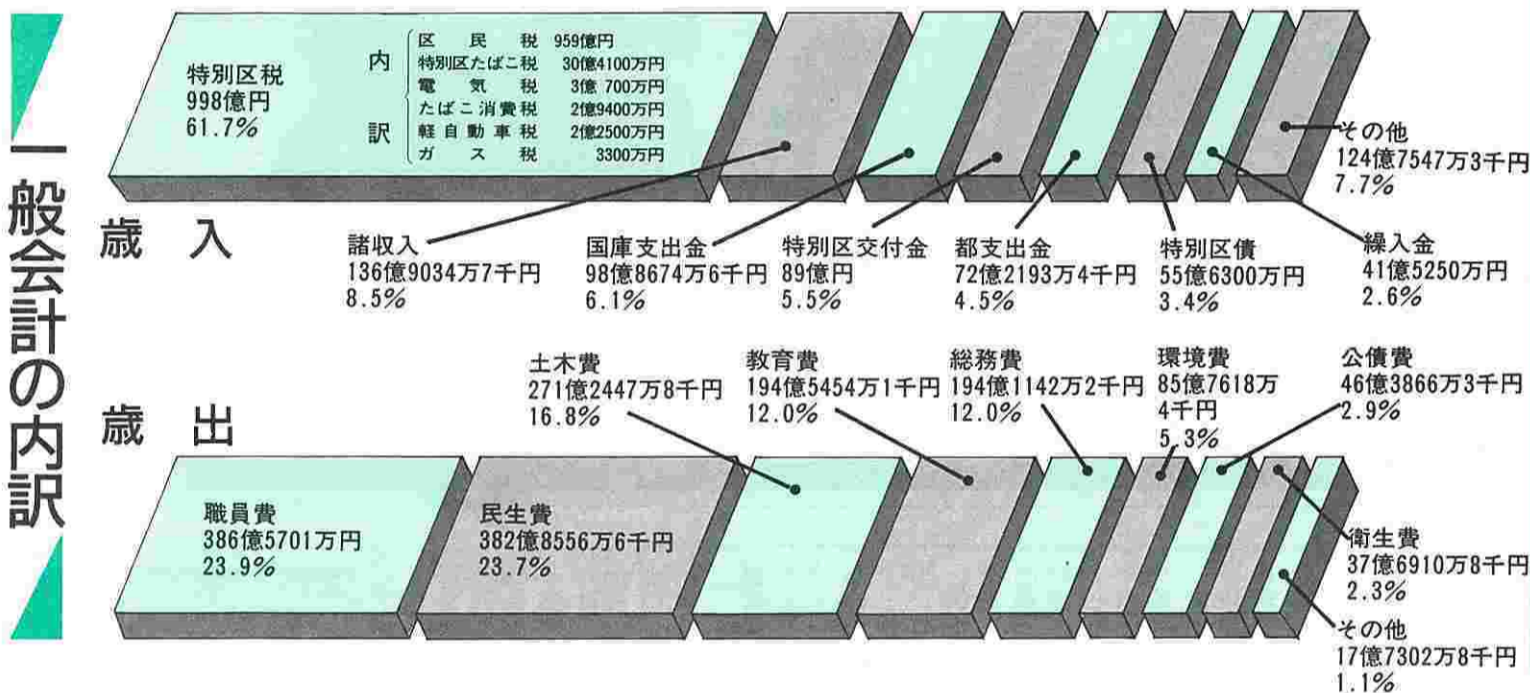 一般会計の内訳
歳入
特別区税
998億円
61.7%
内訳
区民税 959億円
特別区たばこ税 30億4100万円
電気税 3億 700万円
たばこ消費税 2億9400万円
軽自動車税 2億2500万円
ガス税 3300万円
諸収入
136億9034万7千円
8.5%
国庫支出金
98億8674万6千円
6.1%
特別区交付金
89億円
5.5%
都支出金
72億2193万4千円
4.5%
特別区債
55億6300万円
3.4%
繰入金
41億5250万円
2.6%
その他
124億7547万3千円
7.7%
歳出
職員費
386億5701万円
23.9%
民生費
382億8556万6千円
23.7%
土木費
271億2447万8千円
16.8%
教育費
194億5454万1千円
12.0%
総務費
194億1142万2千円
12.0%
環境費
85億7618万
4千円
5.3%
公債費
46億3866万3千円
2.9%
衛生費
37億6910万8千円
2.3%
その他
17億7302万8千円
1.1%